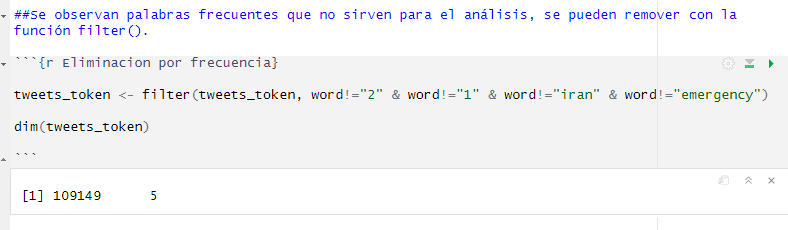 ##Se observan palabras frecuentes que no sirven para el análisis, se pueden remover con la
función filter().
```{r Eliminacion por frecuencia}
tweets_token <- filter(tweets_token, word!="2" & word!="1" & word!="iran" & word!="emergency")
dim(tweets_token)
```
[1] 109149      5